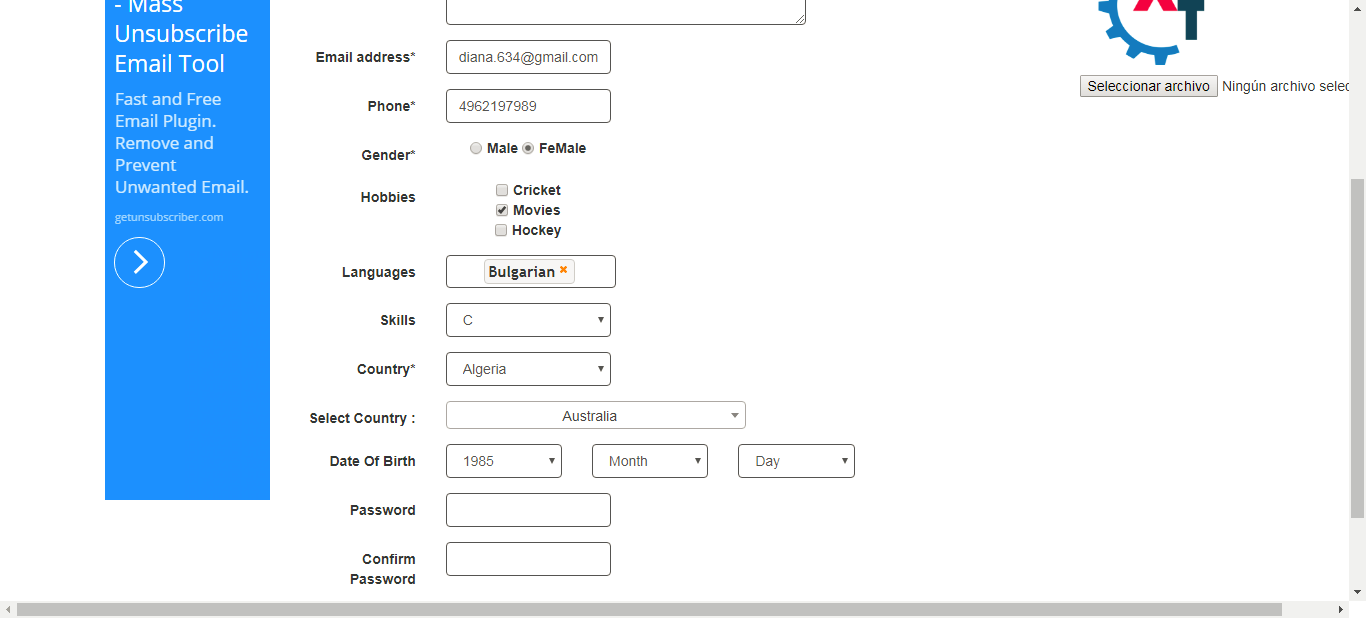 - Mass
Unsubscribe
Email Tool
Fast and Free
Email Plugin.
Remove and
Prevent
Unwanted Email.
getunsubscriber.com
Email address* diana.634@gmail.com
Phone* 4962197989
Gender* Male FeMale
Hobbies Cricket
Movies
Hockey
Languages Bulgarian
Skills C
Country* Algeria
Select Country : Australia
Date Of Birth 1985 Month Day
Password
Confirm
Password
Seleccionar archivo Ningún archivo selec